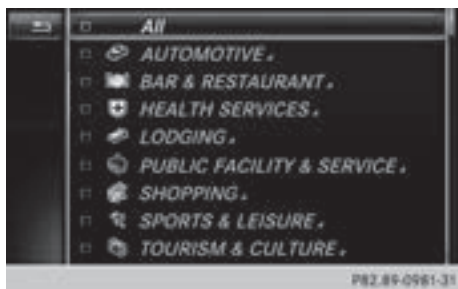 All
AUTOMOTIVE
BAR & RESTAURANT
HEALTH SERVICES
LODGING
PUBLIC FACILITY & SERVICE
SHOPPING
SPORTS & LEISURE
TOURISM & CULTURE
P82.89-0981-31